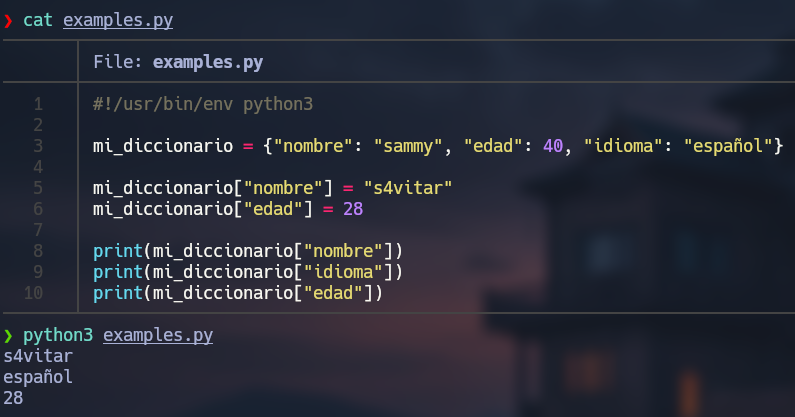 ❯ cat examples.py
File: examples.py
1 #!/usr/bin/env python3
2
3 mi_diccionario = {"nombre": "sammy", "edad": 40, "idioma": "español"}
4
5 mi_diccionario["nombre"] = "s4vitar"
6 mi_diccionario["edad"] = 28
7
8 print(mi_diccionario["nombre"])
9 print(mi_diccionario["idioma"])
10 print(mi_diccionario["edad"])
❯ python3 examples.py
s4vitar
español
28